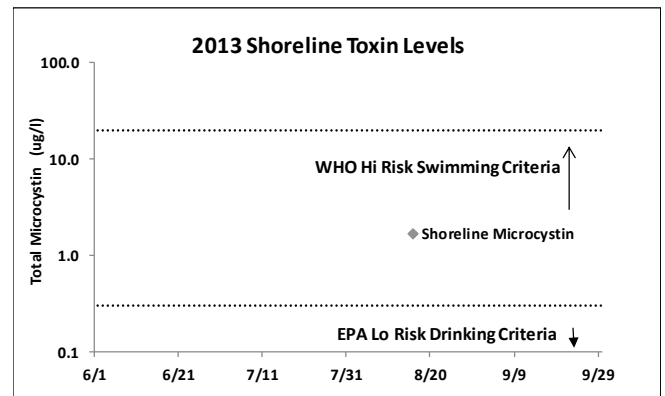 2013 Shoreline Toxin Levels
Total Microcystin (ug/l)
100.0
10.0
1.0
0.1
WHO Hi Risk Swimming Criteria
Shoreline Microcystin
EPA Lo Risk Drinking Criteria
6/1 6/21 7/11 7/31 8/20 9/9 9/29